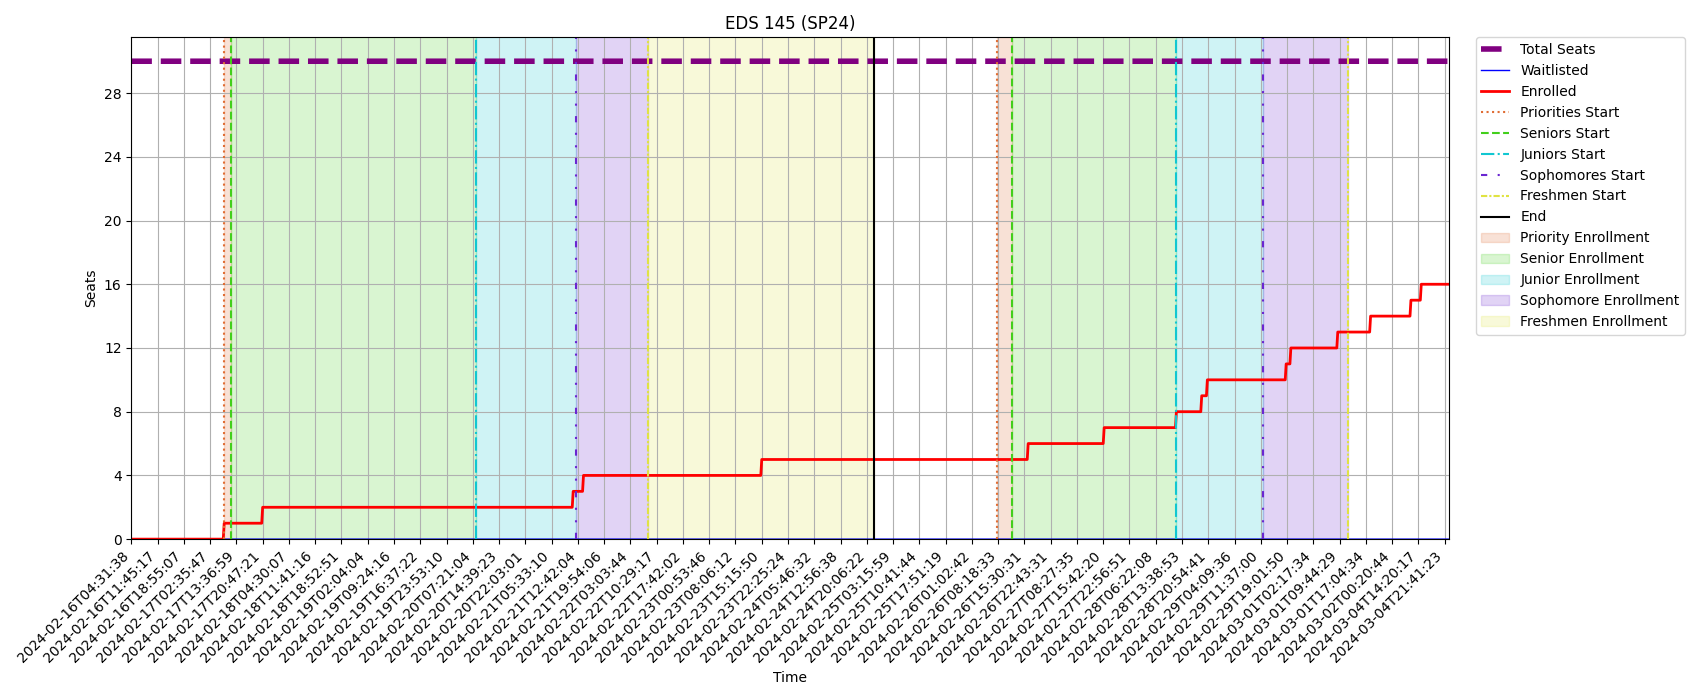 EDS 145 (SP24)
Seats
28
24
20
16
12
8
4
0
2024-02-16T04:31:38
2024-02-16T11:45:17
2024-02-16T18:55:07
2024-02-17T02:35:47
2024-02-17T13:36:59
2024-02-17T20:47:21
2024-02-18T04:30:07
2024-02-18T11:41:16
2024-02-18T18:52:51
2024-02-19T02:04:04
2024-02-19T09:24:16
2024-02-19T16:37:22
2024-02-19T23:53:10
2024-02-20T07:21:04
2024-02-20T14:39:23
2024-02-20T22:03:01
2024-02-21T05:33:10
2024-02-21T12:42:04
2024-02-21T19:54:06
2024-02-22T03:03:44
2024-02-22T10:29:17
2024-02-22T17:42:02
2024-02-23T00:53:46
2024-02-23T08:06:12
2024-02-23T15:15:50
2024-02-23T22:25:24
2024-02-24T05:46:32
2024-02-24T12:56:38
2024-02-24T20:06:22
2024-02-25T03:15:59
2024-02-25T10:41:44
2024-02-25T17:51:19
2024-02-26T01:02:42
2024-02-26T08:18:33
2024-02-26T15:30:31
2024-02-26T22:43:31
2024-02-27T08:27:35
2024-02-27T15:42:20
2024-02-27T22:56:51
2024-02-28T06:22:08
2024-02-28T13:38:53
2024-02-28T20:54:41
2024-02-29T04:09:36
2024-02-29T11:37:00
2024-02-29T19:01:50
2024-03-01T02:17:34
2024-03-01T09:44:29
2024-03-01T17:04:34
2024-03-02T00:20:44
2024-03-04T14:20:17
2024-03-04T21:41:23
Time
Total Seats
Waitlisted
Enrolled
Priorities Start
Seniors Start
Juniors Start
Sophomores Start
Freshmen Start
End
Priority Enrollment
Senior Enrollment
Junior Enrollment
Sophomore Enrollment
Freshmen Enrollment